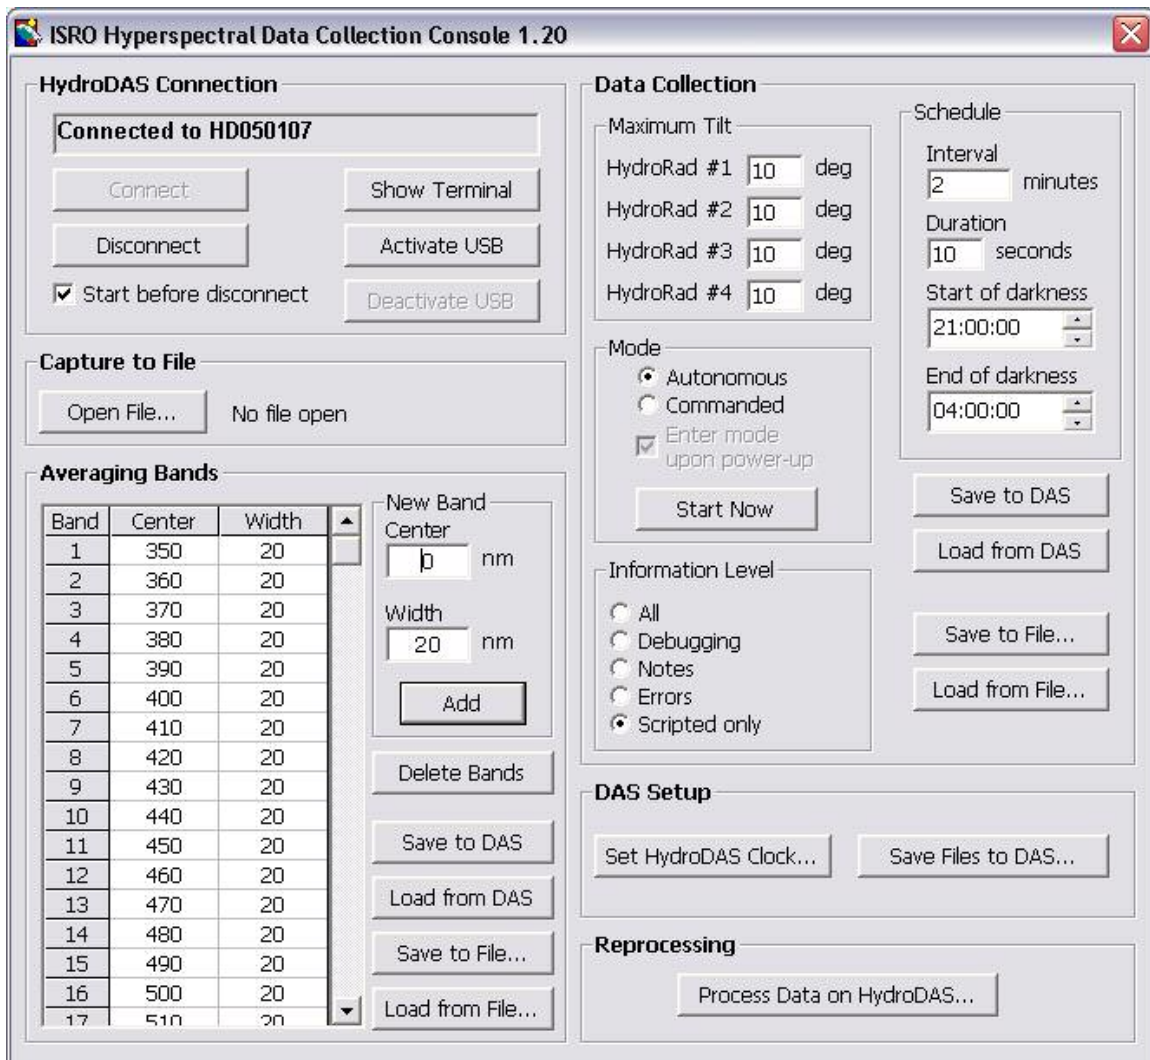 ISRO Hyperspectral Data Collection Console 1.20
HydroDAS Connection
Connected to HD050107
Connect
Show Terminal
Disconnect
Activate USB
Start before disconnect
Deactivate USB
Capture to File
Open File...
No file open
Averaging Bands
Band Center Width
1 350 20
2 360 20
3 370 20
4 380 20
5 390 20
6 400 20
7 410 20
8 420 20
9 430 20
10 440 20
11 450 20
12 460 20
13 470 20
14 480 20
15 490 20
16 500 20
17 510 20
New Band
Center
0 nm
Width
20 nm
Add
Delete Bands
Save to DAS
Load from DAS
Save to File...
Load from File...
Data Collection
Maximum Tilt
HydroRad #1 10 deg
HydroRad #2 10 deg
HydroRad #3 10 deg
HydroRad #4 10 deg
Mode
Autonomous
Commanded
Enter mode
upon power-up
Start Now
Information Level
All
Debugging
Notes
Errors
Scripted only
Schedule
Interval
2 minutes
Duration
10 seconds
Start of darkness
21:00:00
End of darkness
04:00:00
Save to DAS
Load from DAS
Save to File...
Load from File...
DAS Setup
Set HydroDAS Clock...
Save Files to DAS...
Reprocessing
Process Data on HydroDAS...